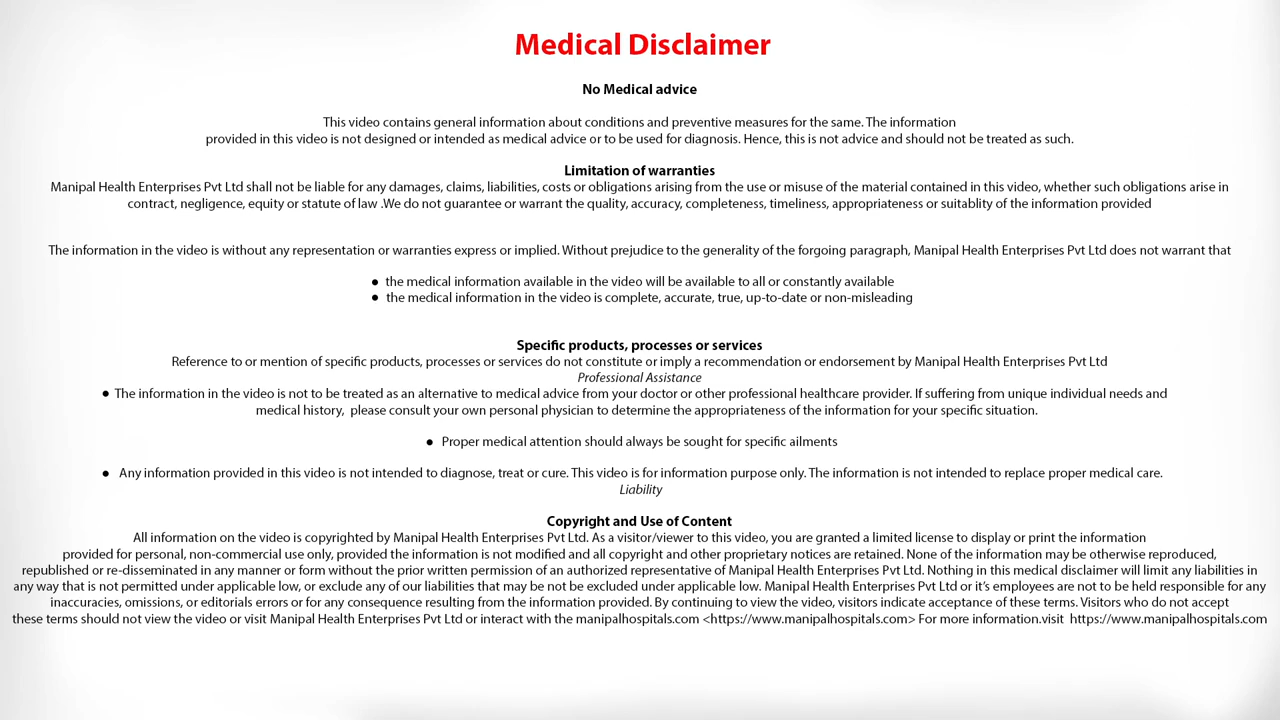 Medical Disclaimer
No Medical advice
This video contains general information about conditions and preventive measures for the same. The information
provided in this video is not designed or intended as medical advice or to be used for diagnosis. Hence, this is not advice and should not be treated as such.
Limitation of warranties
Manipal Health Enterprises Pvt Ltd shall not be liable for any damages, claims, liabilities, costs or obligations arising from the use or misuse of the material contained in this video, whether such obligations arise in
contract, negligence, equity or statute of law .We do not guarantee or warrant the quality, accuracy, completeness, timeliness, appropriateness or suitablity of the information provided
The information in the video is without any representation or warranties express or implied. Without prejudice to the generality of the forgoing paragraph, Manipal Health Enterprises Pvt Ltd does not warrant that
● the medical information available in the video will be available to all or constantly available
● the medical information in the video is complete, accurate, true, up-to-date or non-misleading
Specific products, processes or services
Reference to or mention of specific products, processes or services do not constitute or imply a recommendation or endorsement by Manipal Health Enterprises Pvt Ltd
Professional Assistance
● The information in the video is not to be treated as an alternative to medical advice from your doctor or other professional healthcare provider. If suffering from unique individual needs and
medical history, please consult your own personal physician to determine the appropriateness of the information for your specific situation.
● Proper medical attention should always be sought for specific ailments
● Any information provided in this video is not intended to diagnose, treat or cure. This video is for information purpose only. The information is not intended to replace proper medical care.
Liability
Copyright and Use of Content
All information on the video is copyrighted by Manipal Health Enterprises Pvt Ltd. As a visitor/viewer to this video, you are granted a limited license to display or print the information
provided for personal, non-commercial use only, provided the information is not modified and all copyright and other proprietary notices are retained. None of the information may be otherwise reproduced,
republished or re-disseminated in any manner or form without the prior written permission of an authorized representative of Manipal Health Enterprises Pvt Ltd. Nothing in this medical disclaimer will limit any liabilities in
any way that is not permitted under applicable low, or exclude any of our liabilities that may be not be excluded under applicable low. Manipal Health Enterprises Pvt Ltd or it's employees are not to be held responsible for any
inaccuracies, omissions, or editorials errors or for any consequence resulting from the information provided. By continuing to view the video, visitors indicate acceptance of these terms. Visitors who do not accept
these terms should not view the video or visit Manipal Health Enterprises Pvt Ltd or interact with the manipalhospitals.com <https://www.manipalhospitals.com> For more information.visit https://www.manipalhospitals.com